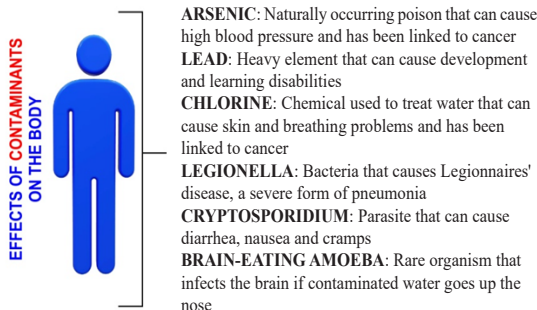 EFFECTS OF CONTAMINANTS
ON THE BODY
ARSENIC: Naturally occurring poison that can cause
high blood pressure and has been linked to cancer
LEAD: Heavy element that can cause development
and learning disabilities
CHLORINE: Chemical used to treat water that can
cause skin and breathing problems and has been
linked to cancer
LEGIONELLA: Bacteria that causes Legionnaires'
disease, a severe form of pneumonia
CRYPTOSPORIDIUM: Parasite that can cause
diarrhea, nausea and cramps
BRAIN-EATING AMOEBA: Rare organism that
infects the brain if contaminated water goes up the
nose